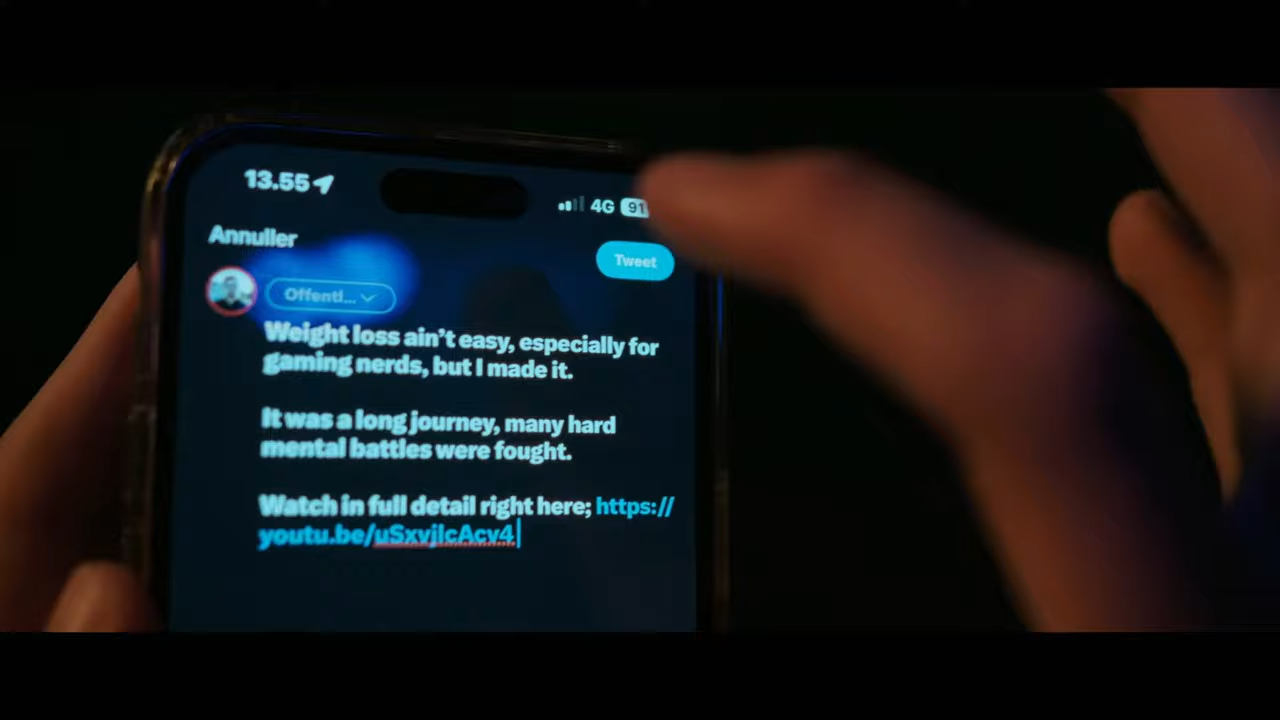 13.55
4G 91
Annuller
Tweet
Offentl...
Weight loss ain't easy, especially for
gaming nerds, but I made it.
It was a long journey, many hard
mental battles were fought.
Watch in full detail right here; https://
youtu.be/uSxvjlcAcv4